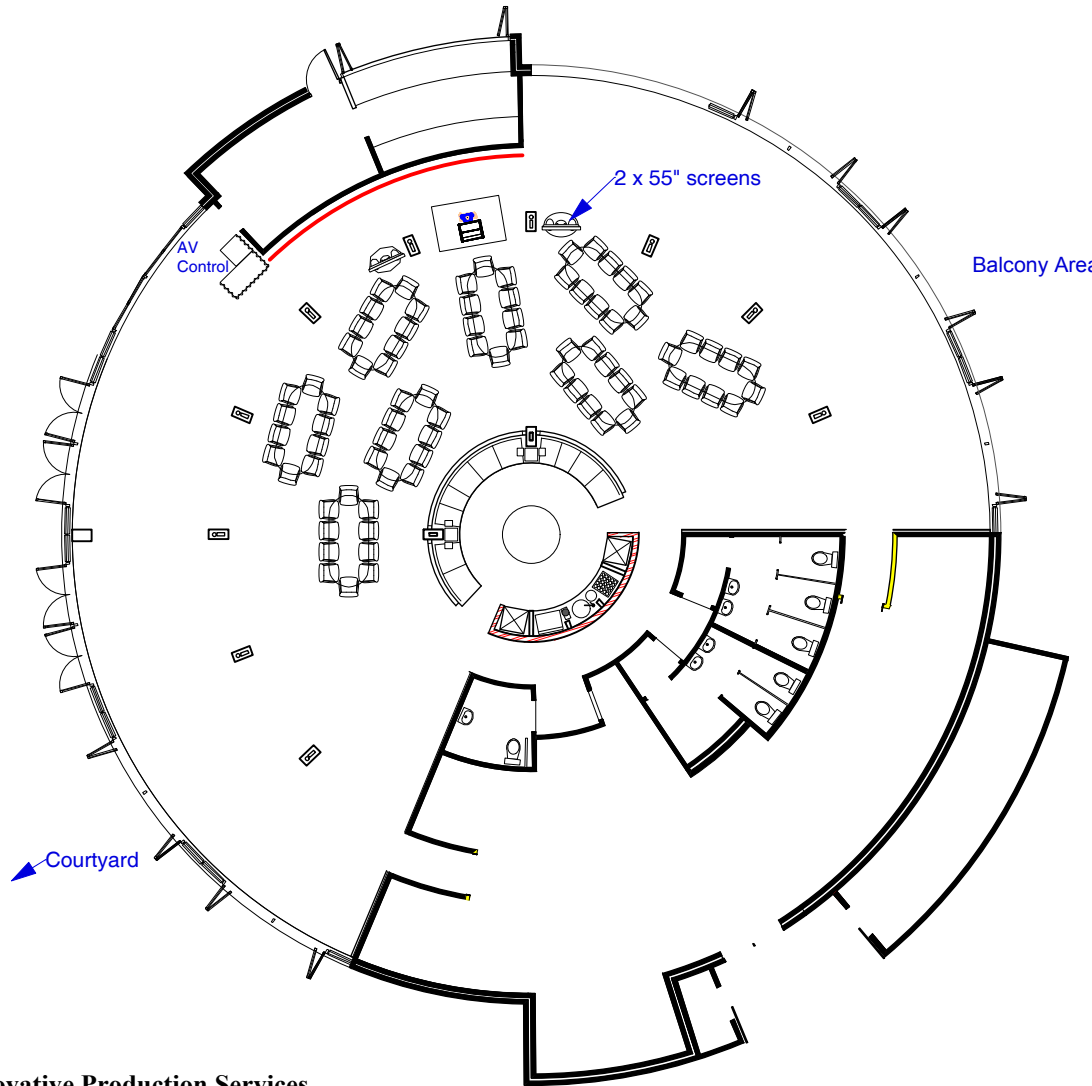 2 x 55" screens
AV
Control
Balcony Area
Courtyard
ovative Production Services